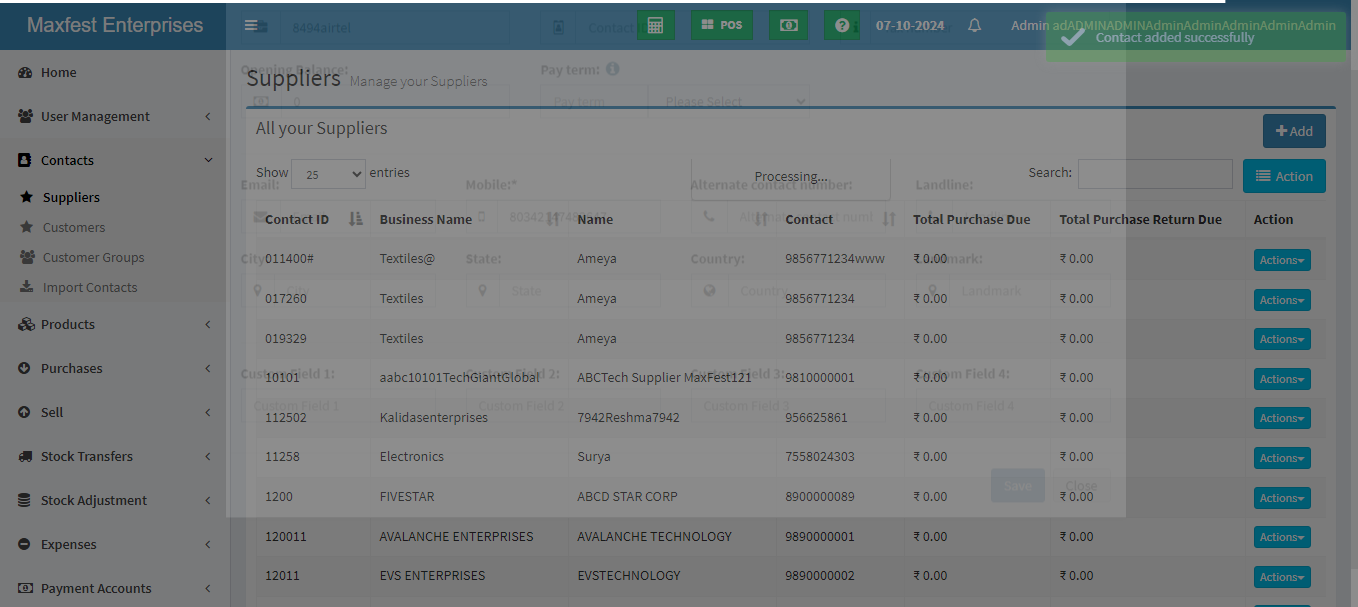 Maxfest Enterprises
8494airtel
Contact
POS
07-10-2024
Admin adADMINADMINAdminAdminAdminAdminAdmin
Contact added successfully
Home
User Management
Contacts
Suppliers
Customers
Customer Groups
Import Contacts
Products
Purchases
Sell
Stock Transfers
Stock Adjustment
Expenses
Payment Accounts
Opening Balance:
Pay term:
0
Pay term
Please Select
Suppliers Manage your Suppliers
All your Suppliers
Add
Show 25 entries
Processing...
Search:
Action
Email:
Mobile:*
Alternate contact number:
Landline:
Contact ID Business Name Name Contact Total Purchase Due Total Purchase Return Due Action
011400# Textiles@ Ameya 9856771234www ₹ 0.00 ₹ 0.00 Actions
City:
State:
Country:
Landmark:
City
State
Country
Landmark
017260 Textiles Ameya 9856771234 ₹ 0.00 ₹ 0.00 Actions
019329 Textiles Ameya 9856771234 ₹ 0.00 ₹ 0.00 Actions
Custom Field 1:
Custom Field 2:
Custom Field 3:
Custom Field 4:
10101 aabc10101TechGiantGlobal ABCTech Supplier MaxFest121 9810000001 ₹ 0.00 ₹ 0.00 Actions
Custom Field 1
Custom Field 2
Custom Field 3
Custom Field 4
112502 Kalidasenterprises 7942Reshma7942 956625861 ₹ 0.00 ₹ 0.00 Actions
11258 Electronics Surya 7558024303 ₹ 0.00 ₹ 0.00 Actions
Save
Close
1200 FIVESTAR ABCD STAR CORP 8900000089 ₹ 0.00 ₹ 0.00 Actions
120011 AVALANCHE ENTERPRISES AVALANCHE TECHNOLOGY 9890000001 ₹ 0.00 ₹ 0.00 Actions
12011 EVS ENTERPRISES EVSTECHNOLOGY 9890000002 ₹ 0.00 ₹ 0.00 Actions